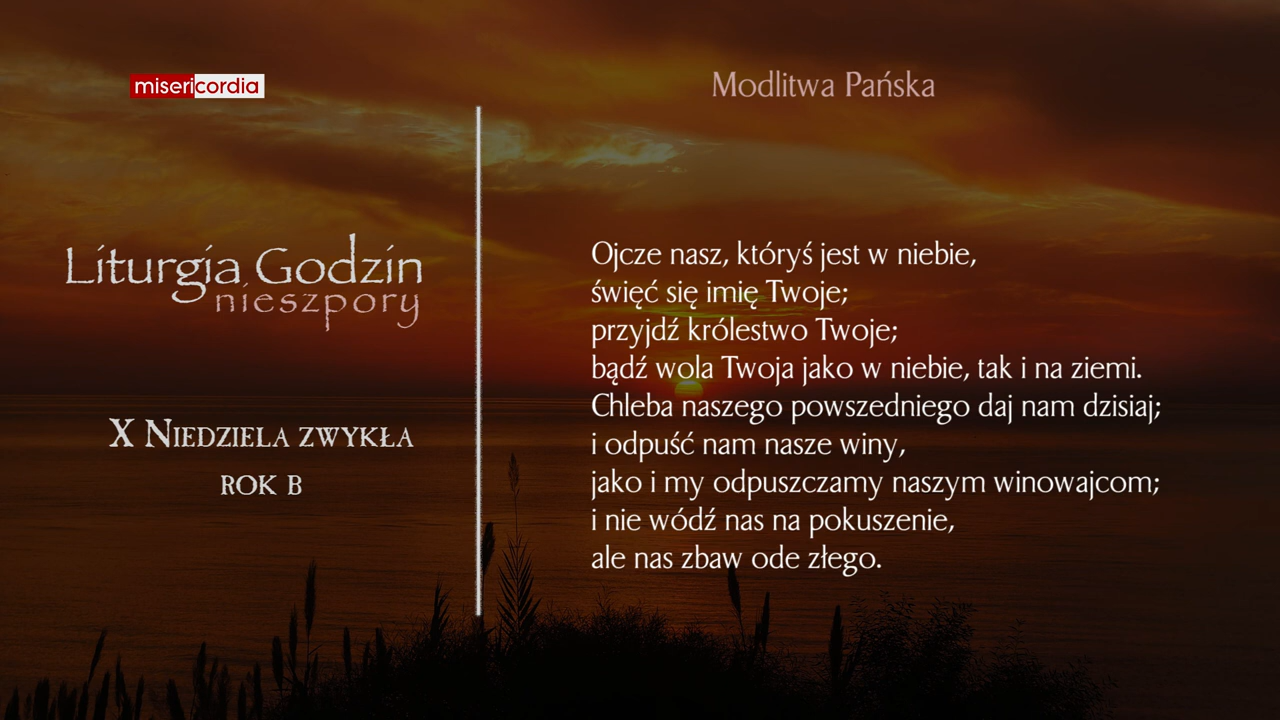 misericordia
Liturgia Godzin
nieszpory
X Niedziela zwykła
rok B
Modlitwa Pańska
Ojcze nasz, któryś jest w niebie,
święć się imię Twoje;
przyjdź królestwo Twoje;
bądź wola Twoja jako w niebie, tak i na ziemi.
Chleba naszego powszedniego daj nam dzisiaj;
i odpuść nam nasze winy,
jako i my odpuszczamy naszym winowajcom;
i nie wódź nas na pokuszenie,
ale nas zbaw ode złego.